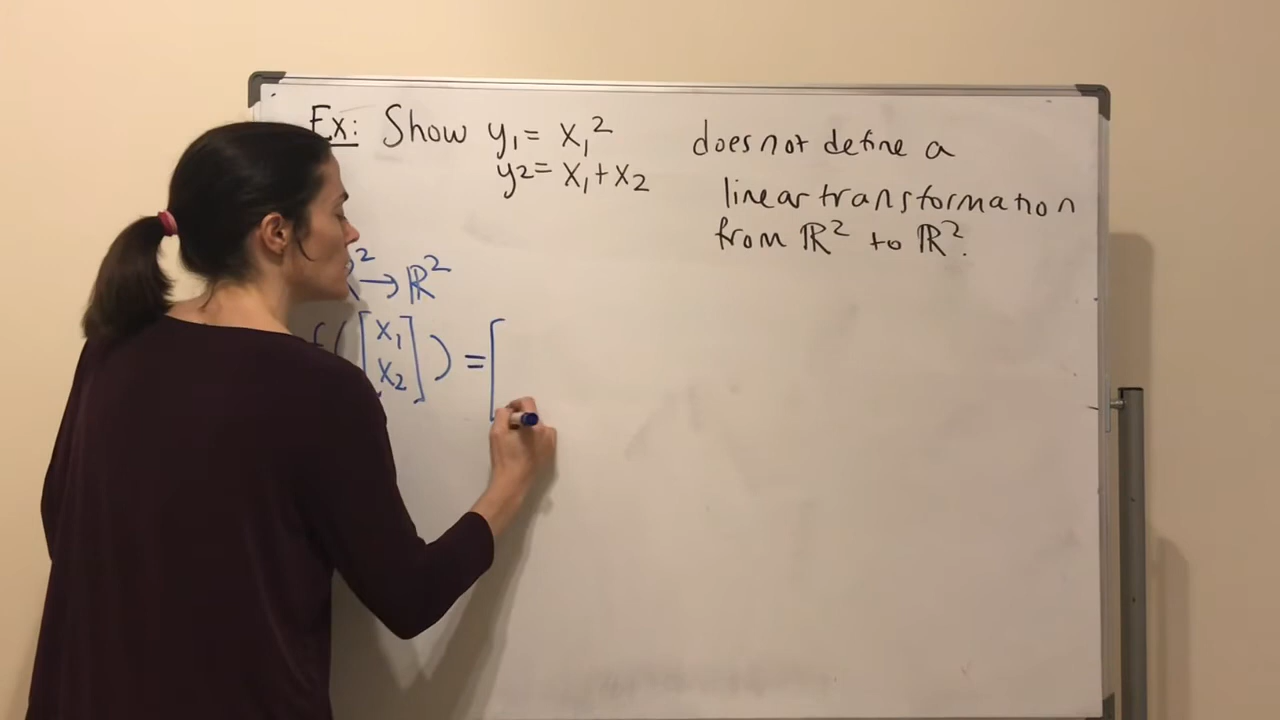 Ex: Show y₁ = x₁² does not define a
y₂ = x₁ + x₂ linear transformation
from ℝ² to ℝ².
ℝ² → ℝ²
f([x₁
x₂]) = [